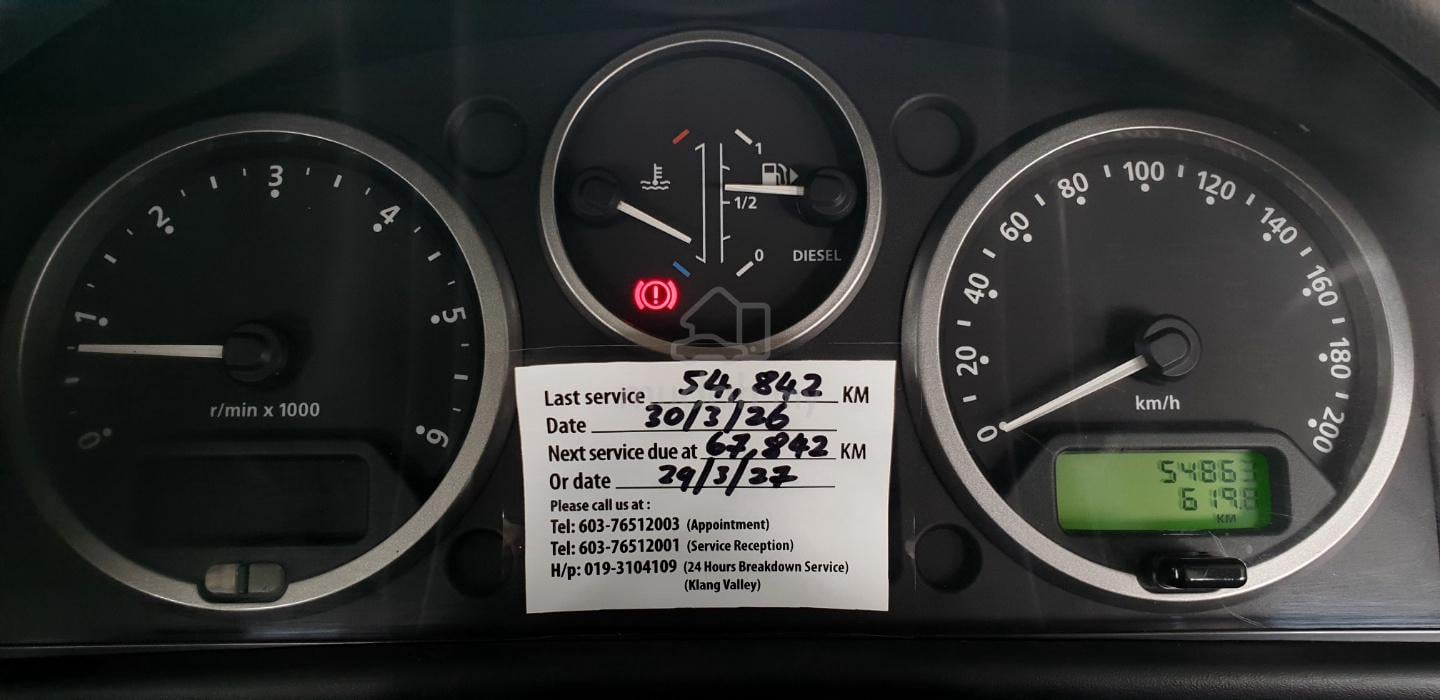 1
1/2
0
DIESEL
0
1
2
3
4
5
6
r/min x 1000
0
20
40
60
80
100
120
140
160
180
200
km/h
54863
619.8
KM
Last service 54,842 KM
Date 30/3/26
Next service due at 67,842 KM
Or date 29/3/27
Please call us at :
Tel: 603-76512003 (Appointment)
Tel: 603-76512001 (Service Reception)
H/p: 019-3104109 (24 Hours Breakdown Service)
(Klang Valley)